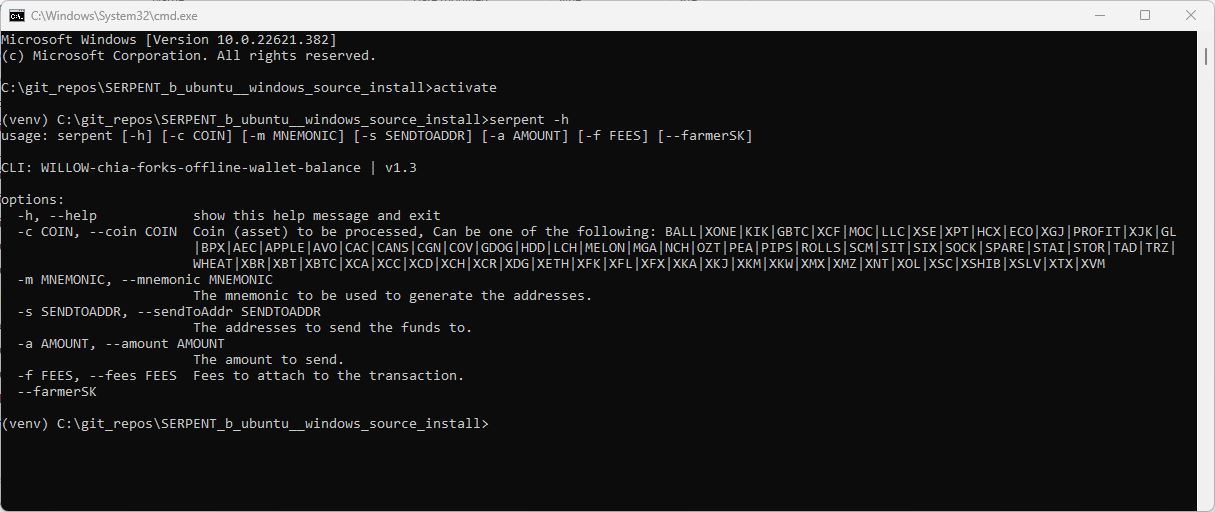 C:\Windows\System32\cmd.exe
Microsoft Windows [Version 10.0.22621.382]
(c) Microsoft Corporation. All rights reserved.
C:\git_repos\SERPENT_b_ubuntu__windows_source_install>activate
(venv) C:\git_repos\SERPENT_b_ubuntu__windows_source_install>serpent -h
usage: serpent [-h] [-c COIN] [-m MNEMONIC] [-s SENDTOADDR] [-a AMOUNT] [-f FEES] [--farmerSK]
CLI: WILLOW-chia-forks-offline-wallet-balance | v1.3
options:
-h, --help show this help message and exit
-c COIN, --coin COIN Coin (asset) to be processed, Can be one of the following: BALL|XONE|KIK|GBTC|XCF|MOC|LLC|XSE|XPT|HCX|ECO|XGJ|PROFIT|XJK|GL
|BPX|AEC|APPLE|AVO|CAC|CANS|CGN|COV|GDOG|HDD|LCH|MELON|MGA|NCH|OZT|PEA|PIPS|ROLLS|SCM|SIT|SIX|SOCK|SPARE|STAI|STOR|TAD|TRZ|
WHEAT|XBR|XBT|XBTC|XCA|XCC|XCD|XCH|XCR|XDG|XETH|XFK|XFL|XFX|XKA|XKJ|XKM|XKW|XMX|XMZ|XNT|XOL|XSC|XSHIB|XSLV|XTX|XVM
-m MNEMONIC, --mnemonic MNEMONIC
The mnemonic to be used to generate the addresses.
-s SENDTOADDR, --sendToAddr SENDTOADDR
The addresses to send the funds to.
-a AMOUNT, --amount AMOUNT
The amount to send.
-f FEES, --fees FEES Fees to attach to the transaction.
--farmerSK
(venv) C:\git_repos\SERPENT_b_ubuntu__windows_source_install>